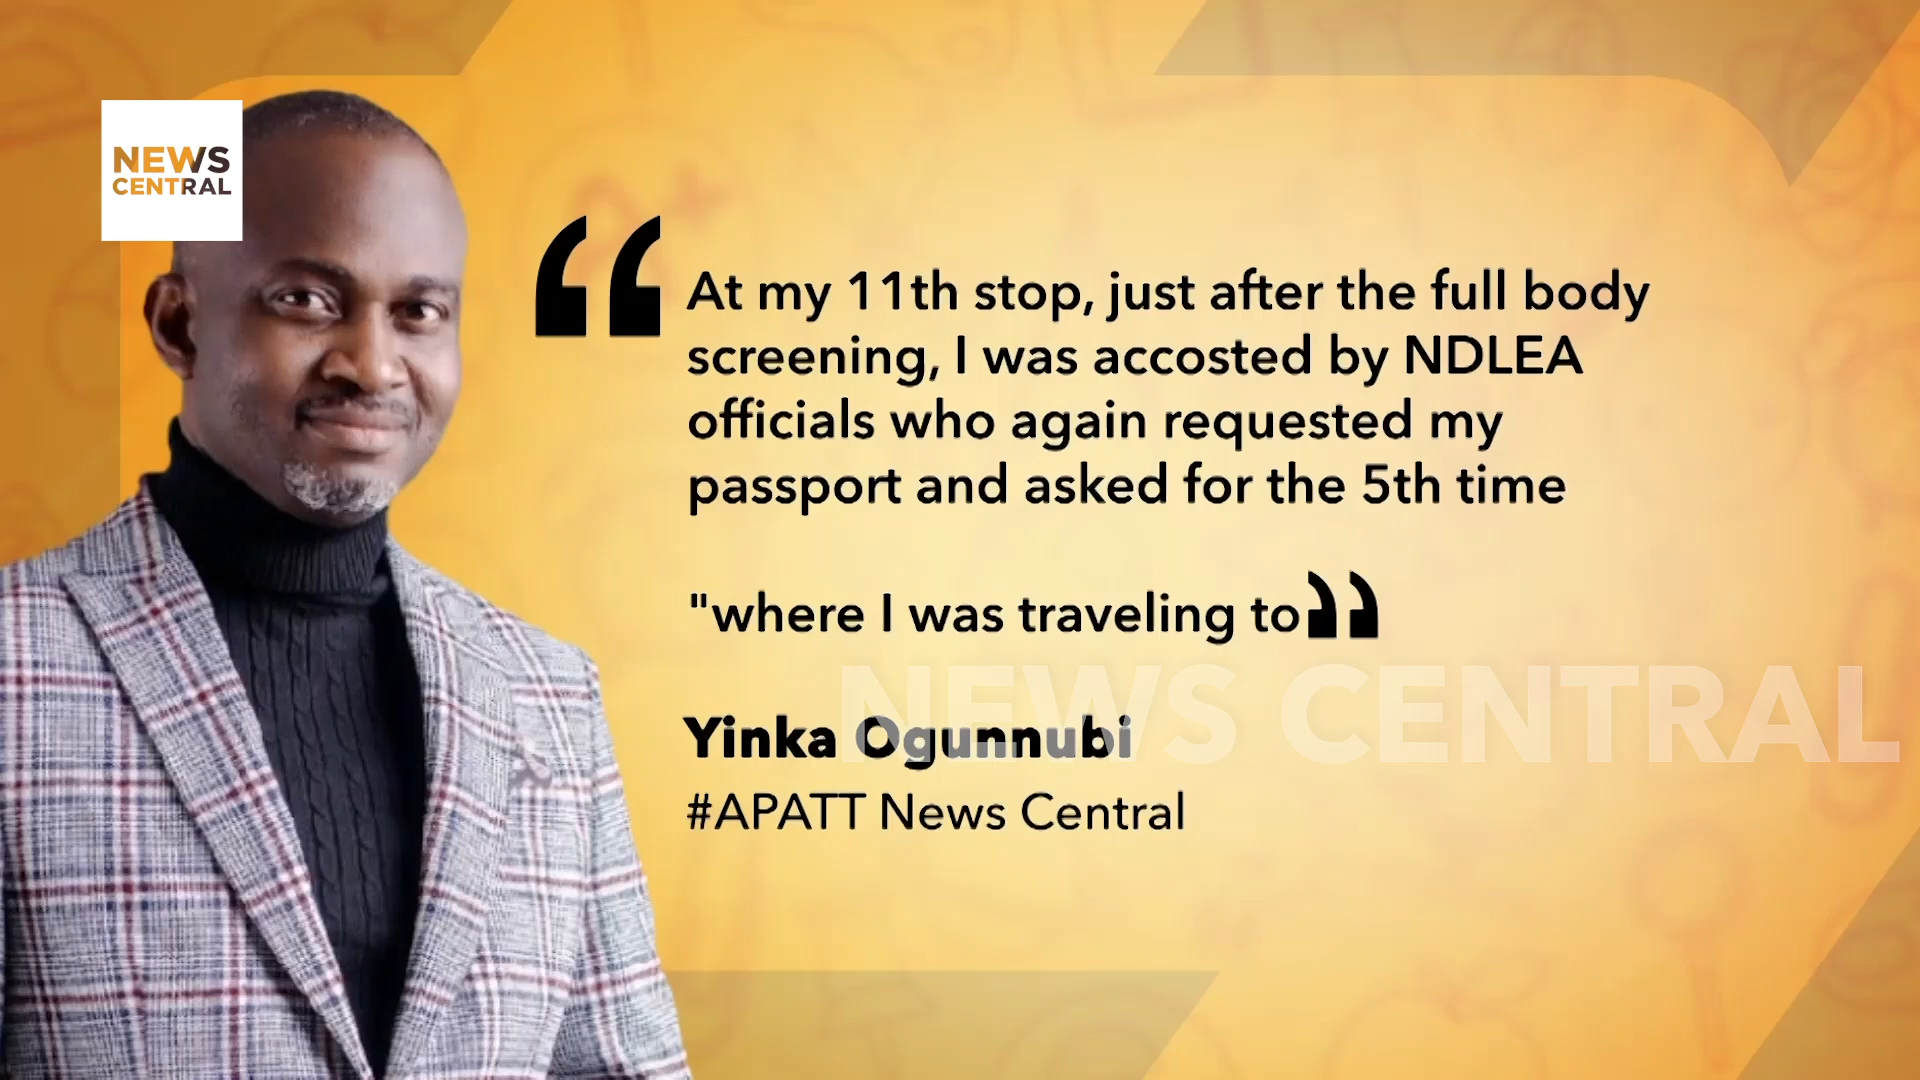 NEWS
CENTRAL
“ At my 11th stop, just after the full body
screening, I was accosted by NDLEA
officials who again requested my
passport and asked for the 5th time
"where I was traveling to”
NEWS CENTRAL
Yinka Ogunnubi
#APATT News Central